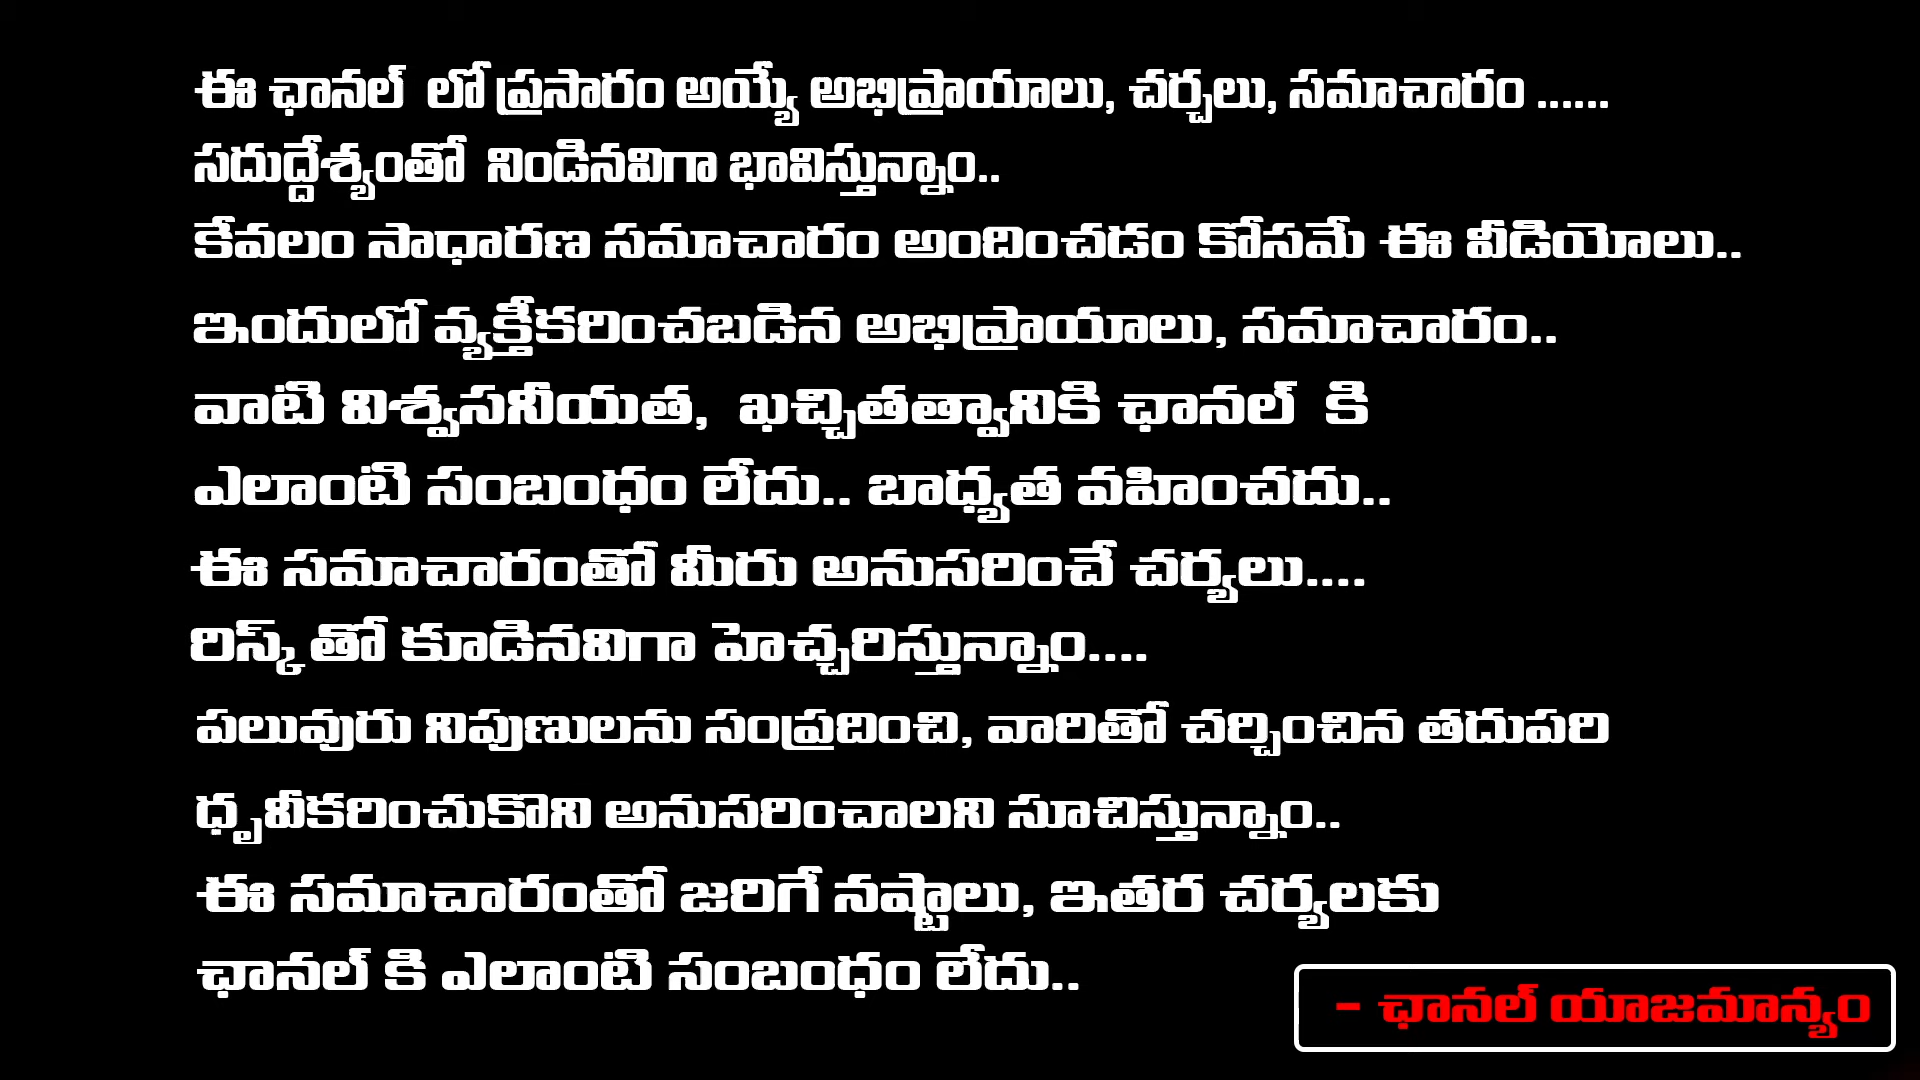 ఈ ఛానల్ లో ప్రసారం అయ్యే అభిప్రాయాలు, చర్చలు, సమాచారం ......
సదుద్దేశ్యంతో నిండినవిగా భావిస్తున్నాం..
కేవలం సాధారణ సమాచారం అందించడం కోసమే ఈ వీడియోలు..
ఇందులో వ్యక్తీకరించబడిన అభిప్రాయాలు, సమాచారం..
వాటి విశ్వసనీయత, ఖచ్చితత్వానికి ఛానల్ కి
ఎలాంటి సంబంధం లేదు.. బాధ్యత వహించదు..
ఈ సమాచారంతో మీరు అనుసరించే చర్యలు....
రిస్క్ తో కూడినవిగా హెచ్చరిస్తున్నాం....
పలువురు నిపుణులను సంప్రదించి, వారితో చర్చించిన తదుపరి
ధృవీకరించుకొని అనుసరించాలని సూచిస్తున్నాం..
ఈ సమాచారంతో జరిగే నష్టాలు, ఇతర చర్యలకు
ఛానల్ కి ఎలాంటి సంబంధం లేదు..
- ఛానల్ యాజమాన్యం